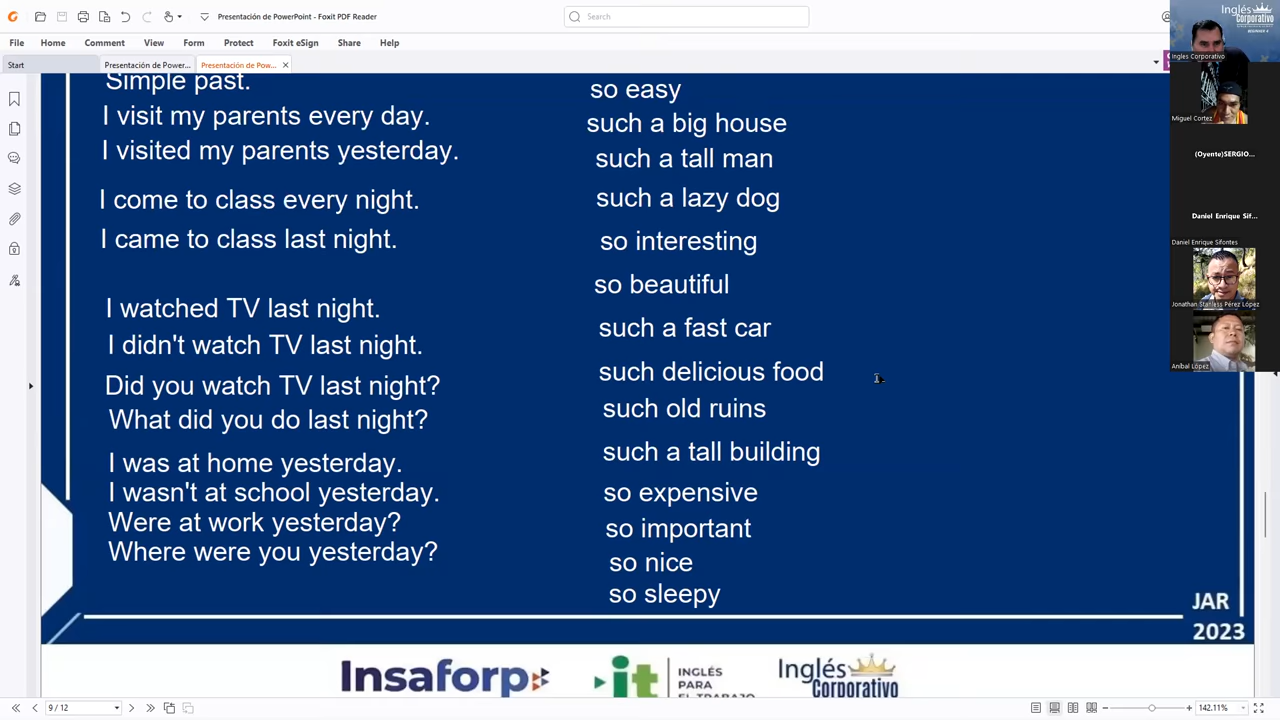 Presentación de PowerPoint - Foxit PDF Reader
Search
File Home Comment View Form Protect Foxit eSign Share Help
Start
Presentación de Power...
Presentación de Pow...
Simple past.
I visit my parents every day.
I visited my parents yesterday.
I come to class every night.
I came to class last night.
I watched TV last night.
I didn't watch TV last night.
Did you watch TV last night?
What did you do last night?
I was at home yesterday.
I wasn't at school yesterday.
Were at work yesterday?
Where were you yesterday?
so easy
such a big house
such a tall man
such a lazy dog
so interesting
so beautiful
such a fast car
such delicious food
such old ruins
such a tall building
so expensive
so important
so nice
so sleepy
JAR
2023
Insaforp
it
INGLÉS
PARA
EL TRABAJO
Inglés
Corporativo
Inglés
Corporativo
BEGINNER 4
Ingles Corporativo
Miguel Cortez
(Oyente)SERGIO...
Daniel Enrique Sif...
Daniel Enrique Sifontes
Jonathan Stanless Pérez López
Anibal López
9 / 12
142.11%